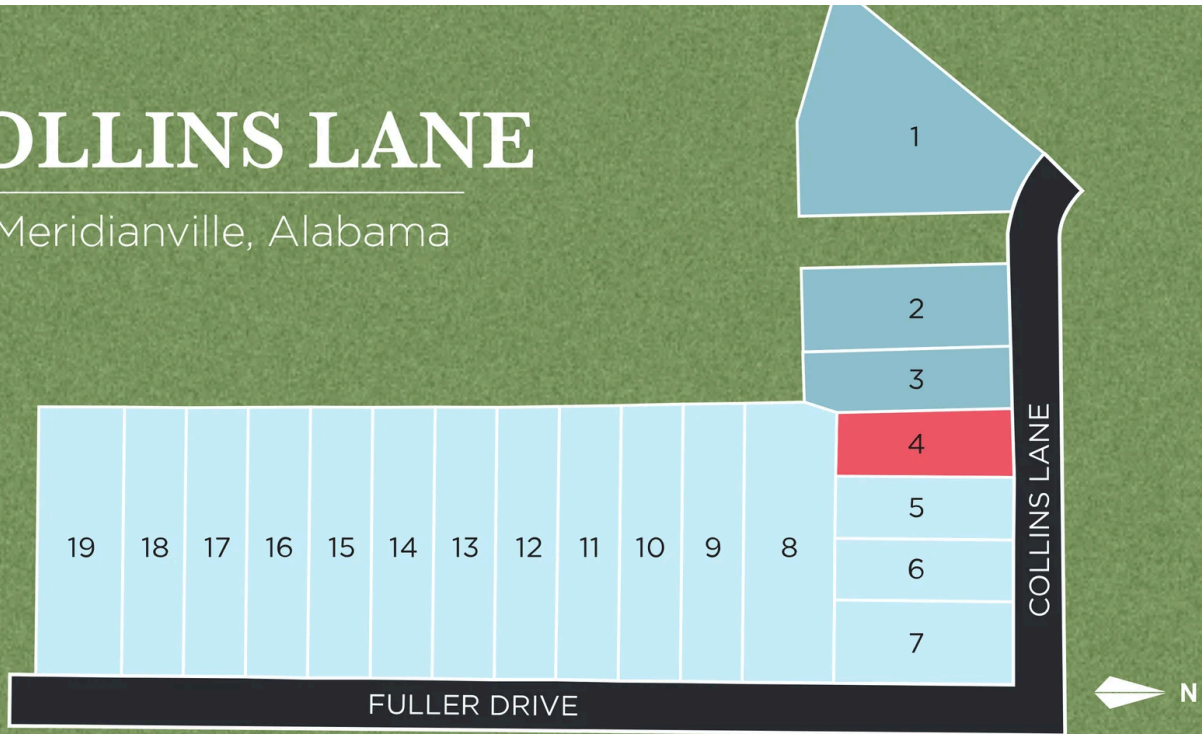 OLLINS LANE
Meridianville, Alabama
1
2
3
4
5
6
7
19 18 17 16 15 14 13 12 11 10 9 8
COLLINS LANE
FULLER DRIVE
N